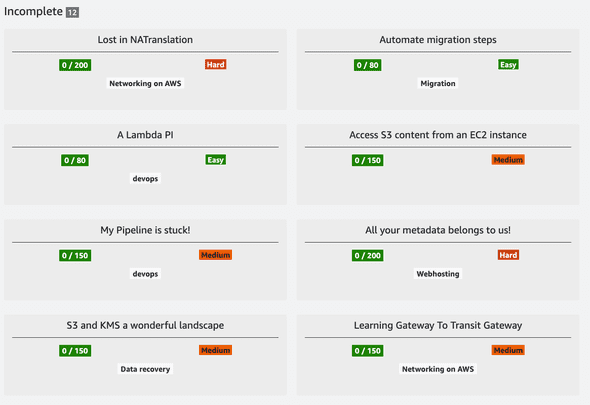 Incomplete 12
Lost in NATranslation
0 / 200 Hard
Networking on AWS
Automate migration steps
0 / 80 Easy
Migration
A Lambda PI
0 / 80 Easy
devops
Access S3 content from an EC2 instance
0 / 150 Medium
My Pipeline is stuck!
0 / 150 Medium
devops
All your metadata belongs to us!
0 / 200 Hard
Webhosting
S3 and KMS a wonderful landscape
0 / 150 Medium
Data recovery
Learning Gateway To Transit Gateway
0 / 150 Medium
Networking on AWS